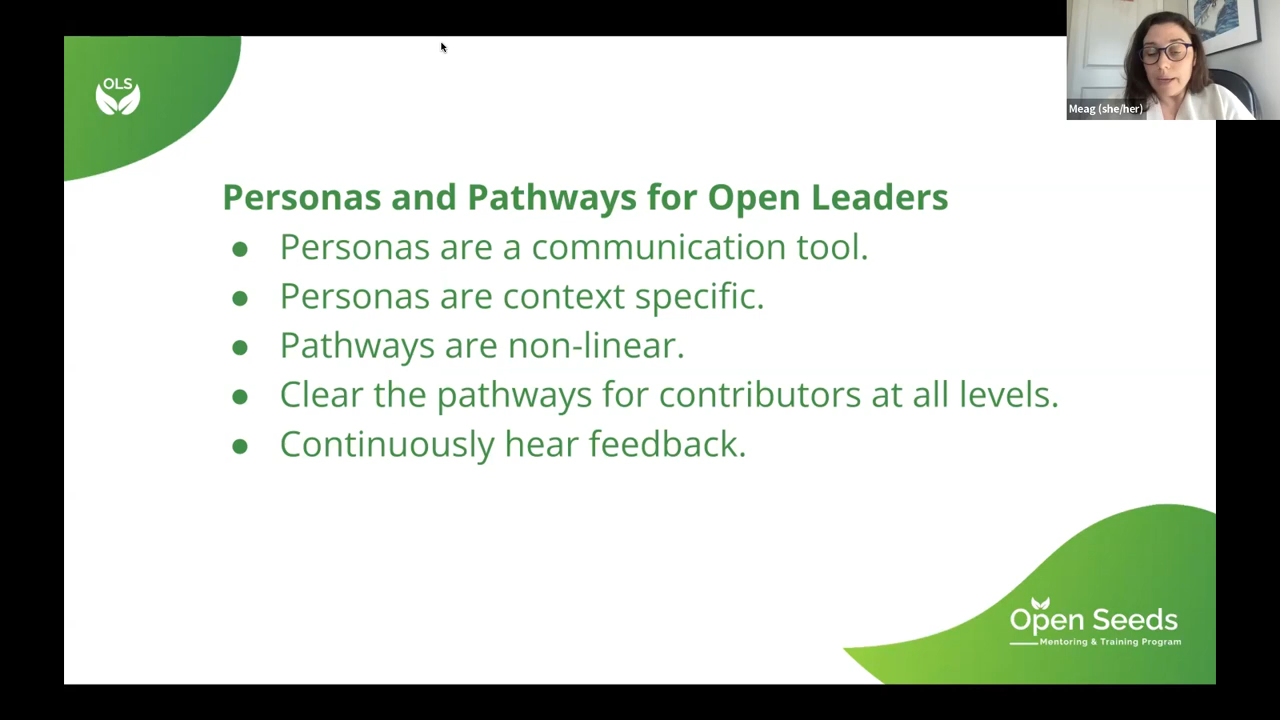 OLS
Meag (she/her)
Personas and Pathways for Open Leaders
● Personas are a communication tool.
● Personas are context specific.
● Pathways are non-linear.
● Clear the pathways for contributors at all levels.
● Continuously hear feedback.
Open Seeds
Mentoring & Training Program